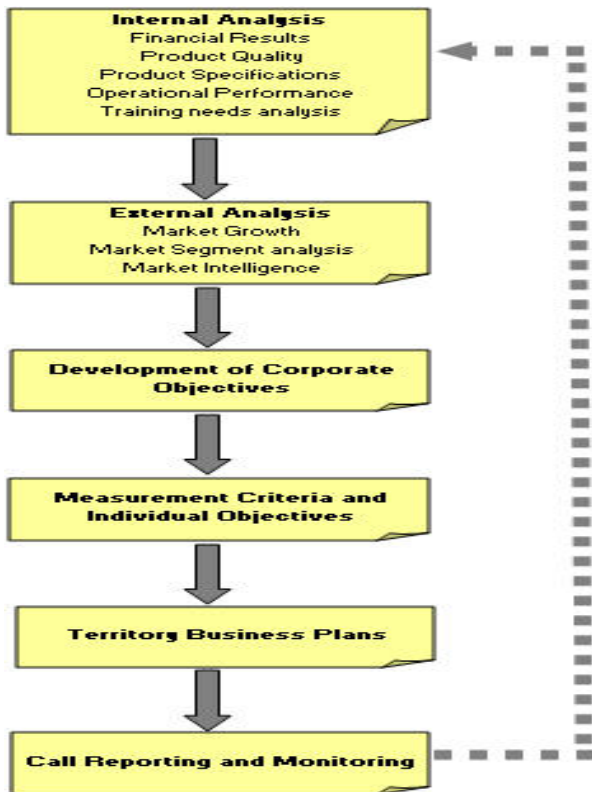 Internal Analysis
Financial Results
Product Quality
Product Specifications
Operational Performance
Training needs analysis
External Analysis
Market Growth
Market Segment analysis
Market Intelligence
Development of Corporate
Objectives
Measurement Criteria and
Individual Objectives
Territory Business Plans
Call Reporting and Monitoring